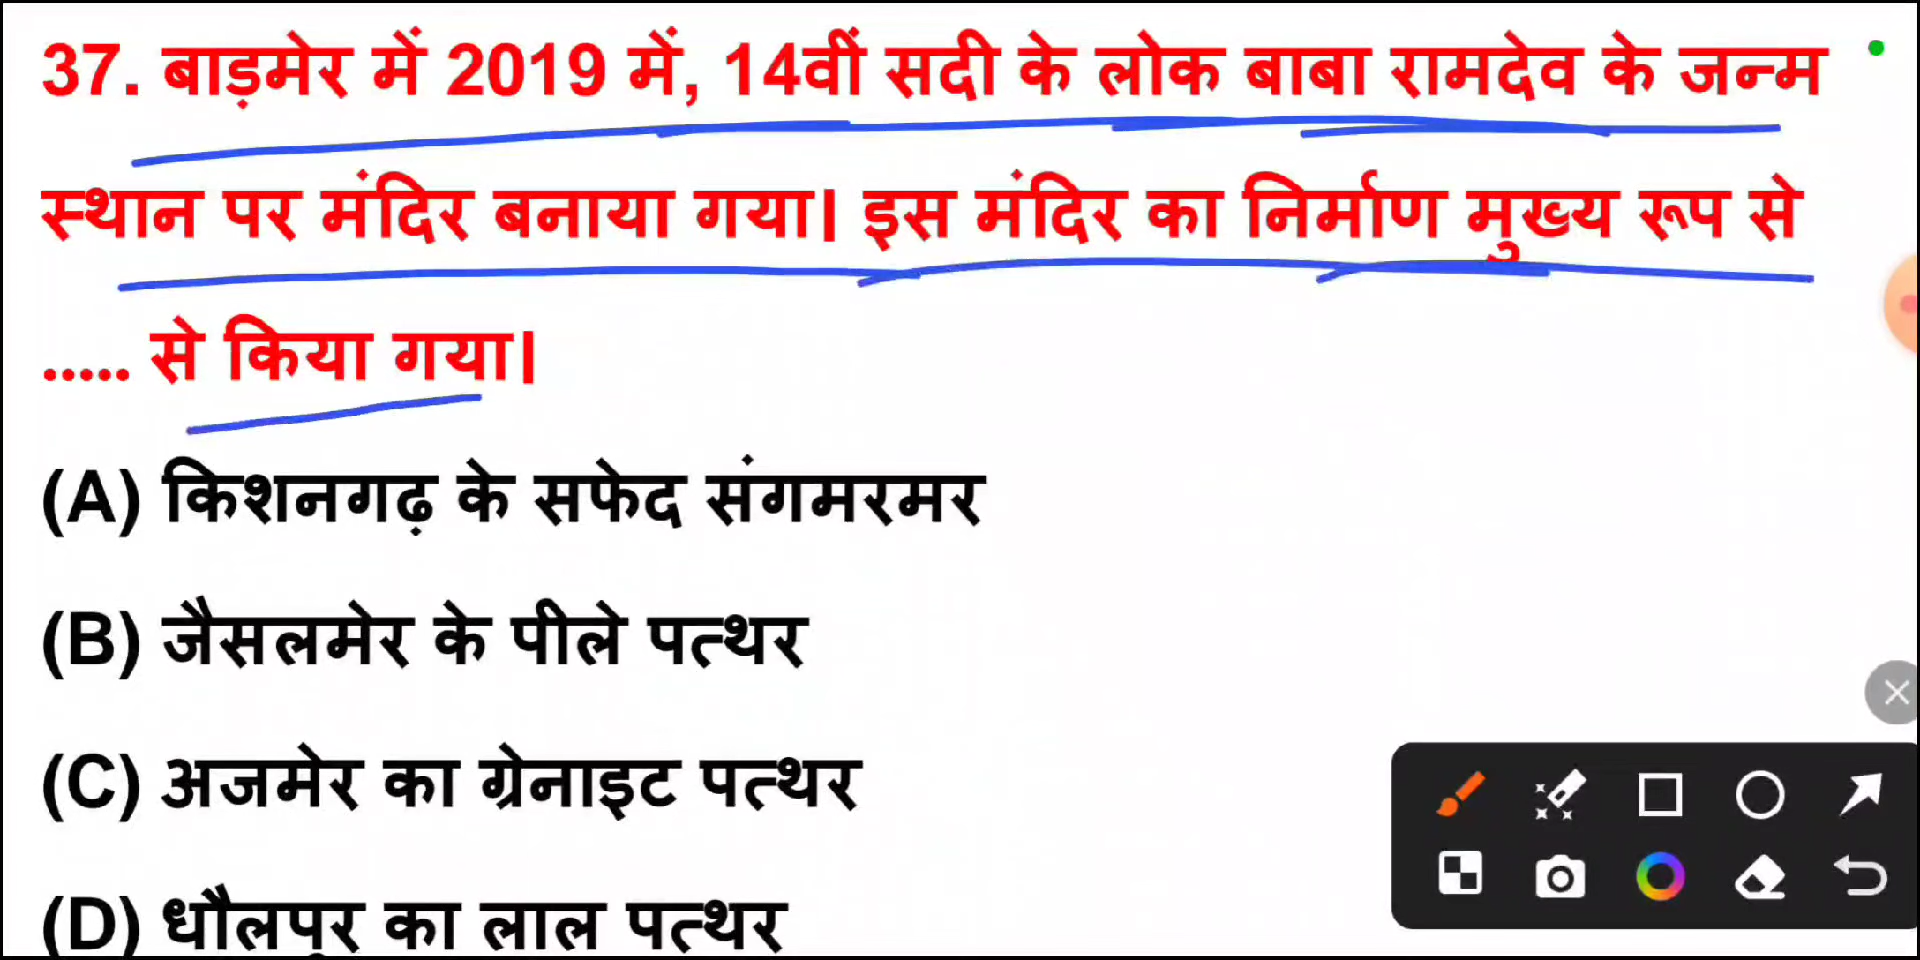 37. बाड़मेर में 2019 में, 14वीं सदी के लोक बाबा रामदेव के जन्म
स्थान पर मंदिर बनाया गया। इस मंदिर का निर्माण मुख्य रूप से
..... से किया गया।
(A) किशनगढ़ के सफेद संगमरमर
(B) जैसलमेर के पीले पत्थर
(C) अजमेर का ग्रेनाइट पत्थर
(D) धौलपुर का लाल पत्थर